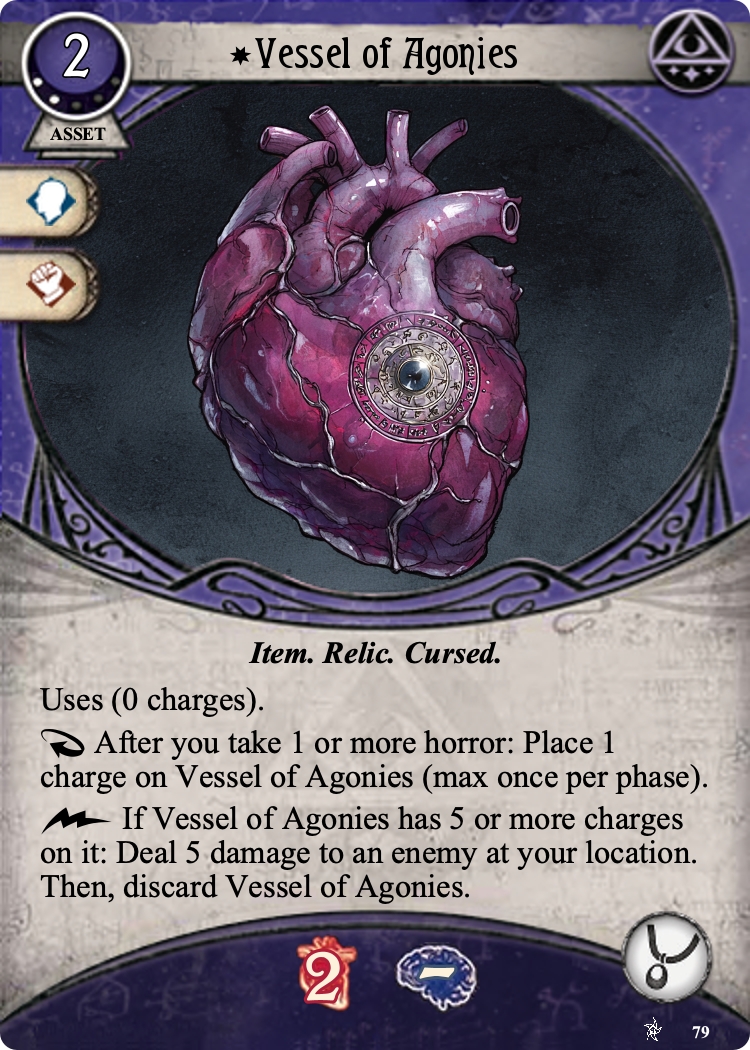 2
Vessel of Agonies
ASSET
Item. Relic. Cursed.
Uses (0 charges).
After you take 1 or more horror: Place 1
charge on Vessel of Agonies (max once per phase).
If Vessel of Agonies has 5 or more charges
on it: Deal 5 damage to an enemy at your location.
Then, discard Vessel of Agonies.
2
-
79